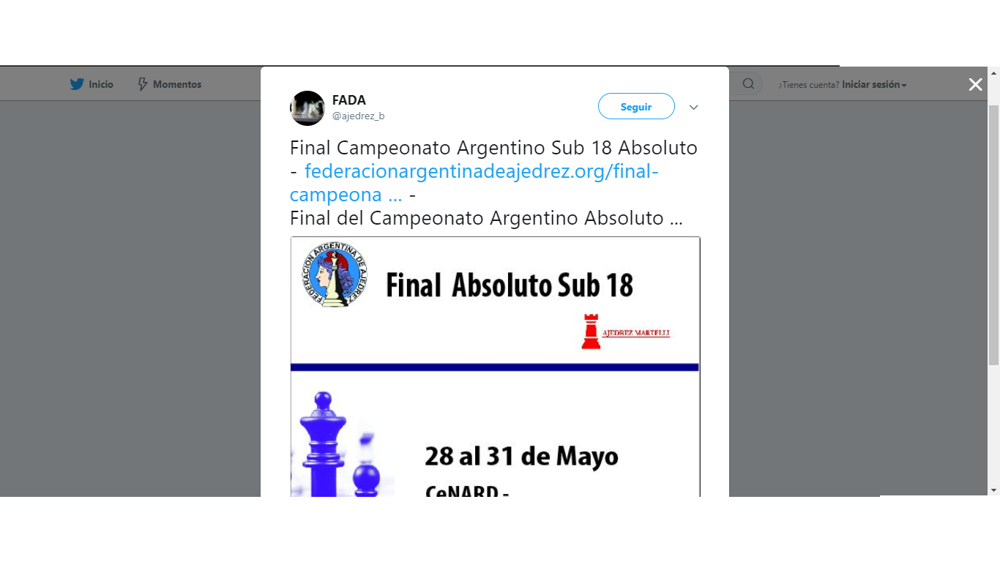 Inicio
Momentos
¿Tienes cuenta? Iniciar sesión
FADA
@ajedrez_b
Seguir
Final Campeonato Argentino Sub 18 Absoluto
- federacionargentinadeajedrez.org/final-
campeona ... -
Final del Campeonato Argentino Absoluto ...
FEDERACION ARGENTINA DE AJEDREZ
Final Absoluto Sub 18
AJEDREZ MARTELLI
28 al 31 de Mayo
CeNARD -